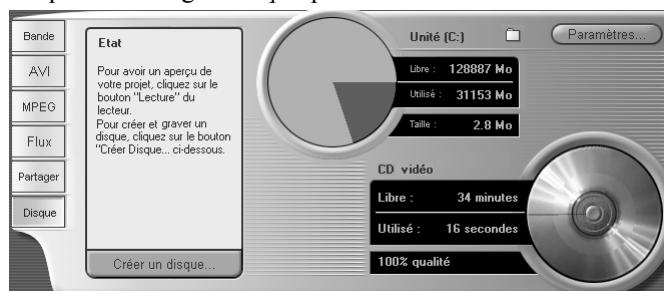 Bande
AVI
MPEG
Flux
Partager
Disque
Etat
Pour avoir un aperçu de
votre projet, cliquez sur le
bouton "Lecture" du
lecteur.
Pour créer et graver un
disque, cliquez sur le bouton
"Créer Disque... ci-dessous.
Créer un disque...
Unité (C:)
Paramètres...
Libre : 128887 Mo
Utilisé : 31153 Mo
Taille : 2.8 Mo
CD vidéo
Libre : 34 minutes
Utilisé : 16 secondes
100% qualité